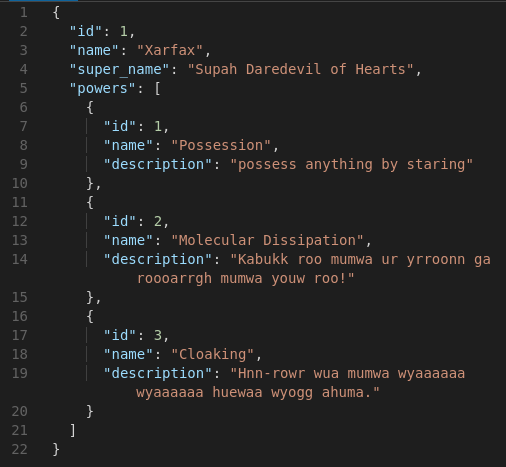 1 {
2 "id": 1,
3 "name": "Xarfax",
4 "super_name": "Supah Daredevil of Hearts",
5 "powers": [
6 {
7 "id": 1,
8 "name": "Possession",
9 "description": "possess anything by staring"
10 },
11 {
12 "id": 2,
13 "name": "Molecular Dissipation",
14 "description": "Kabukk roo mumwa ur yrroonn ga
roooarrgh mumwa youw roo!"
15 },
16 {
17 "id": 3,
18 "name": "Cloaking",
19 "description": "Hnn-rowr wua mumwa wyaaaaaa
wyaaaaaa huewaa wyogg ahuma."
20 }
21 ]
22 }